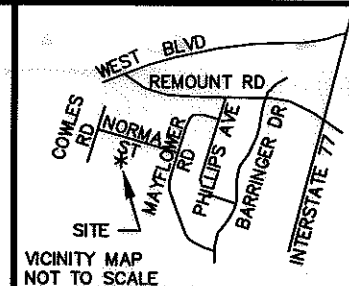 WEST BLVD
REMOUNT RD
COWLES RD
NORMA ST
MAYFLOWER RD
PHILLIPS AVE
BARRINGER DR
INTERSTATE 77
SITE
VICINITY MAP
NOT TO SCALE